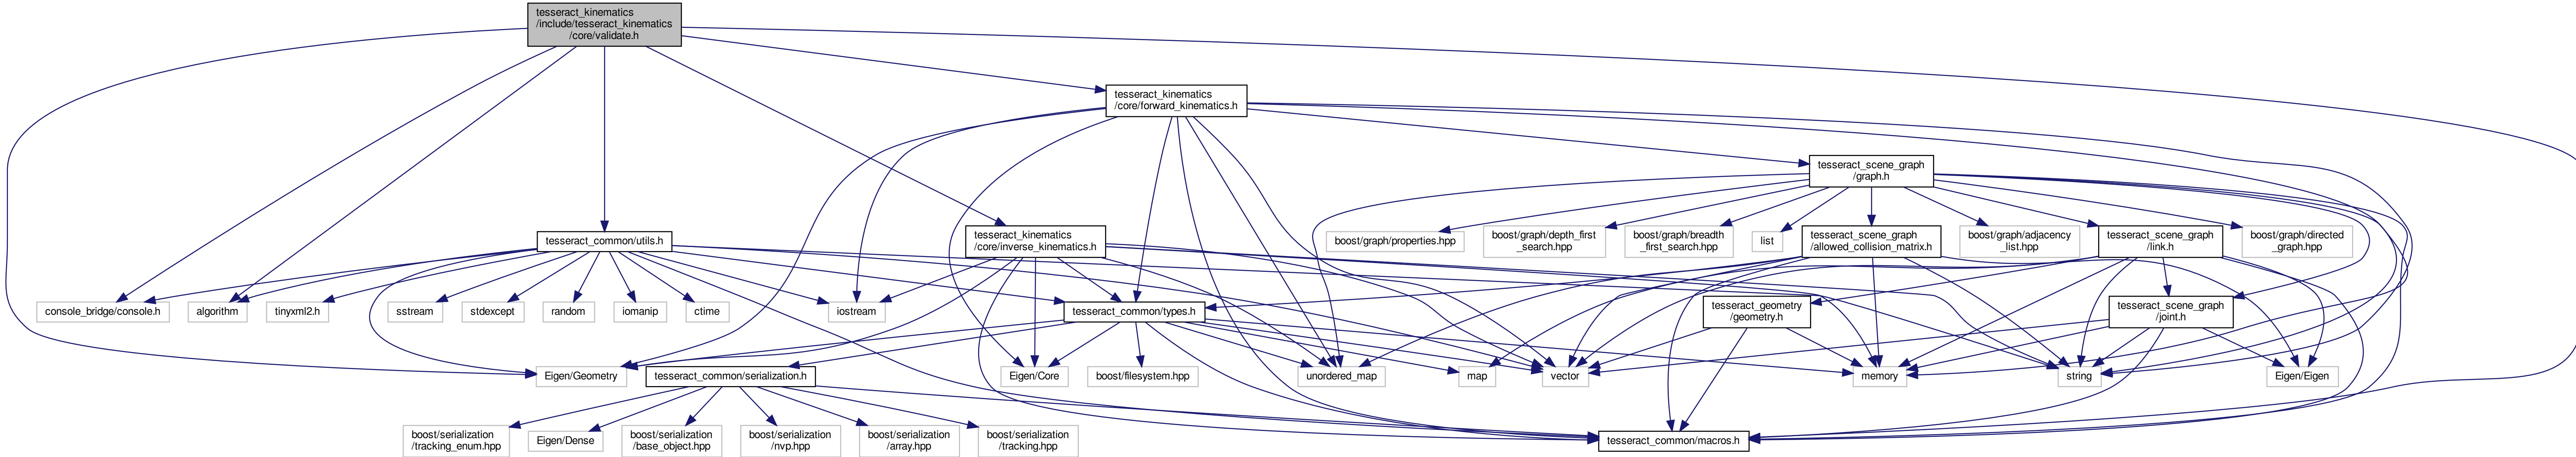 tesseract_kinematics
/include/tesseract_kinematics
/core/validate.h
tesseract_kinematics
/core/forward_kinematics.h
tesseract_scene_graph
/graph.h
tesseract_common/utils.h
tesseract_kinematics
/core/inverse_kinematics.h
boost/graph/properties.hpp
boost/graph/depth_first
_search.hpp
boost/graph/breadth
_first_search.hpp
list
tesseract_scene_graph
/allowed_collision_matrix.h
boost/graph/adjacency
_list.hpp
tesseract_scene_graph
/link.h
boost/graph/directed
_graph.hpp
console_bridge/console.h
algorithm
tinyxml2.h
sstream
stdexcept
random
iomanip
ctime
iostream
tesseract_common/types.h
tesseract_geometry
/geometry.h
tesseract_scene_graph
/joint.h
Eigen/Geometry
tesseract_common/serialization.h
Eigen/Core
boost/filesystem.hpp
unordered_map
map
vector
memory
string
Eigen/Eigen
boost/serialization
/tracking_enum.hpp
Eigen/Dense
boost/serialization
/base_object.hpp
boost/serialization
/nvp.hpp
boost/serialization
/array.hpp
boost/serialization
/tracking.hpp
tesseract_common/macros.h